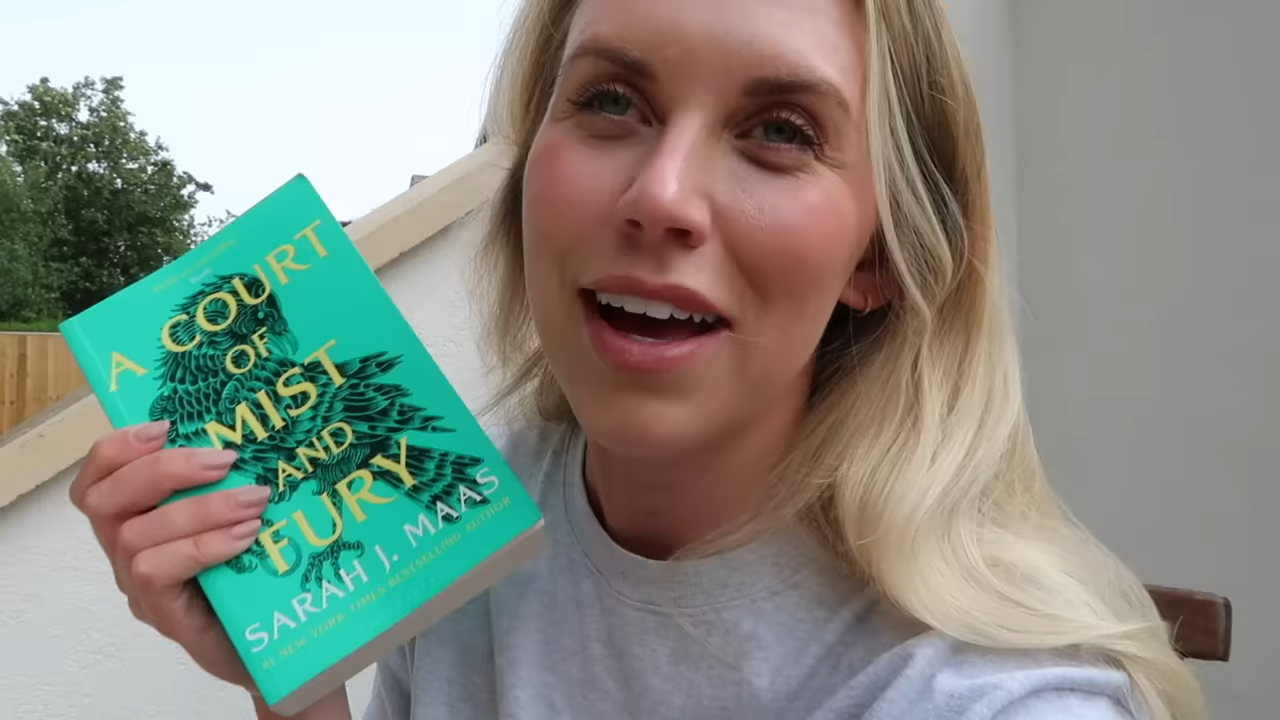 A COURT
OF
MIST
AND
FURY
SARAH J. MAAS
#1 NEW YORK TIMES BESTSELLING AUTHOR